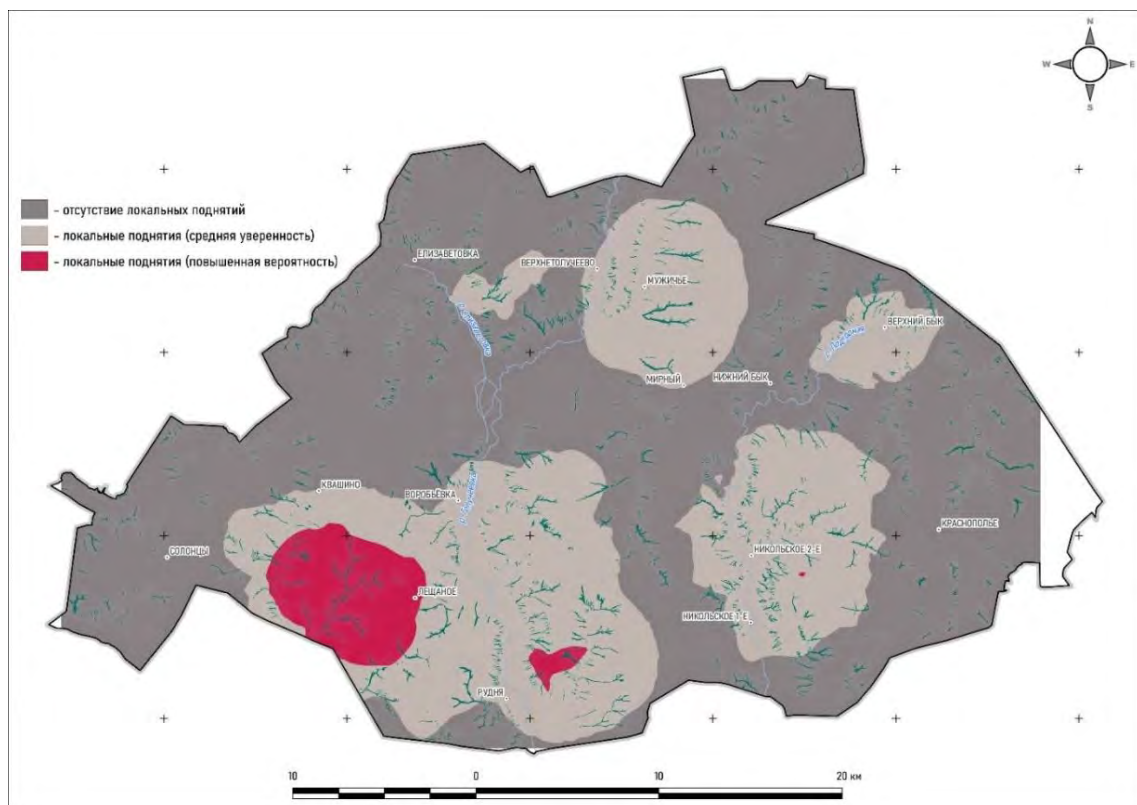 N
W E
S
- отсутствие локальных поднятий
- локальные поднятия (средняя уверенность)
- локальные поднятия (повышенная вероятность)
ЕЛИЗАВЕТОВКА
ВЕРХНЕТОЛУЧЕЕВО
МУЖИЧЬЕ
ВЕРХНИЙ БЫК
МИРНЫЙ
НИЖНИЙ БЫК
КВАШИНО
ВОРОБЬЁВКА
СОЛОНЦЫ
НИКОЛЬСКОЕ 2-Е
КРАСНОПОЛЬЕ
ЛЕЩАНОЕ
НИКОЛЬСКОЕ 1-Е
РУДНЯ
10 0 10 20 км